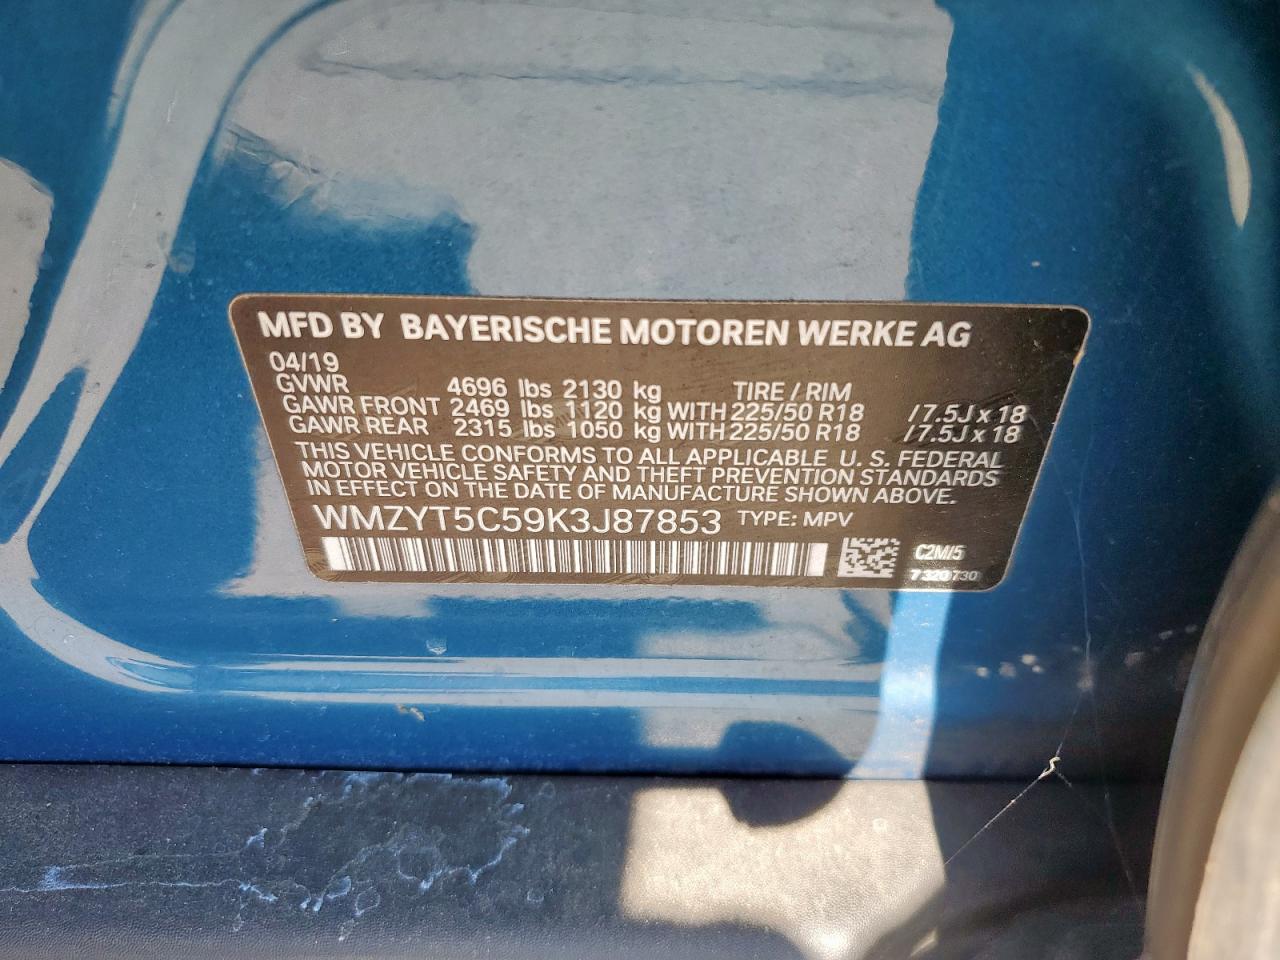 MFD BY BAYERISCHE MOTOREN WERKE AG
04/19
GVWR 4696 lbs 2130 kg TIRE / RIM
GAWR FRONT 2469 lbs 1120 kg WITH 225/50 R18 /7.5J x 18
GAWR REAR 2315 lbs 1050 kg WITH 225/50 R18 /7.5J x 18
THIS VEHICLE CONFORMS TO ALL APPLICABLE U. S. FEDERAL
MOTOR VEHICLE SAFETY AND THEFT PREVENTION STANDARDS
IN EFFECT ON THE DATE OF MANUFACTURE SHOWN ABOVE.
WMZYT5C59K3J87853 TYPE: MPV
C2M/5
7320730